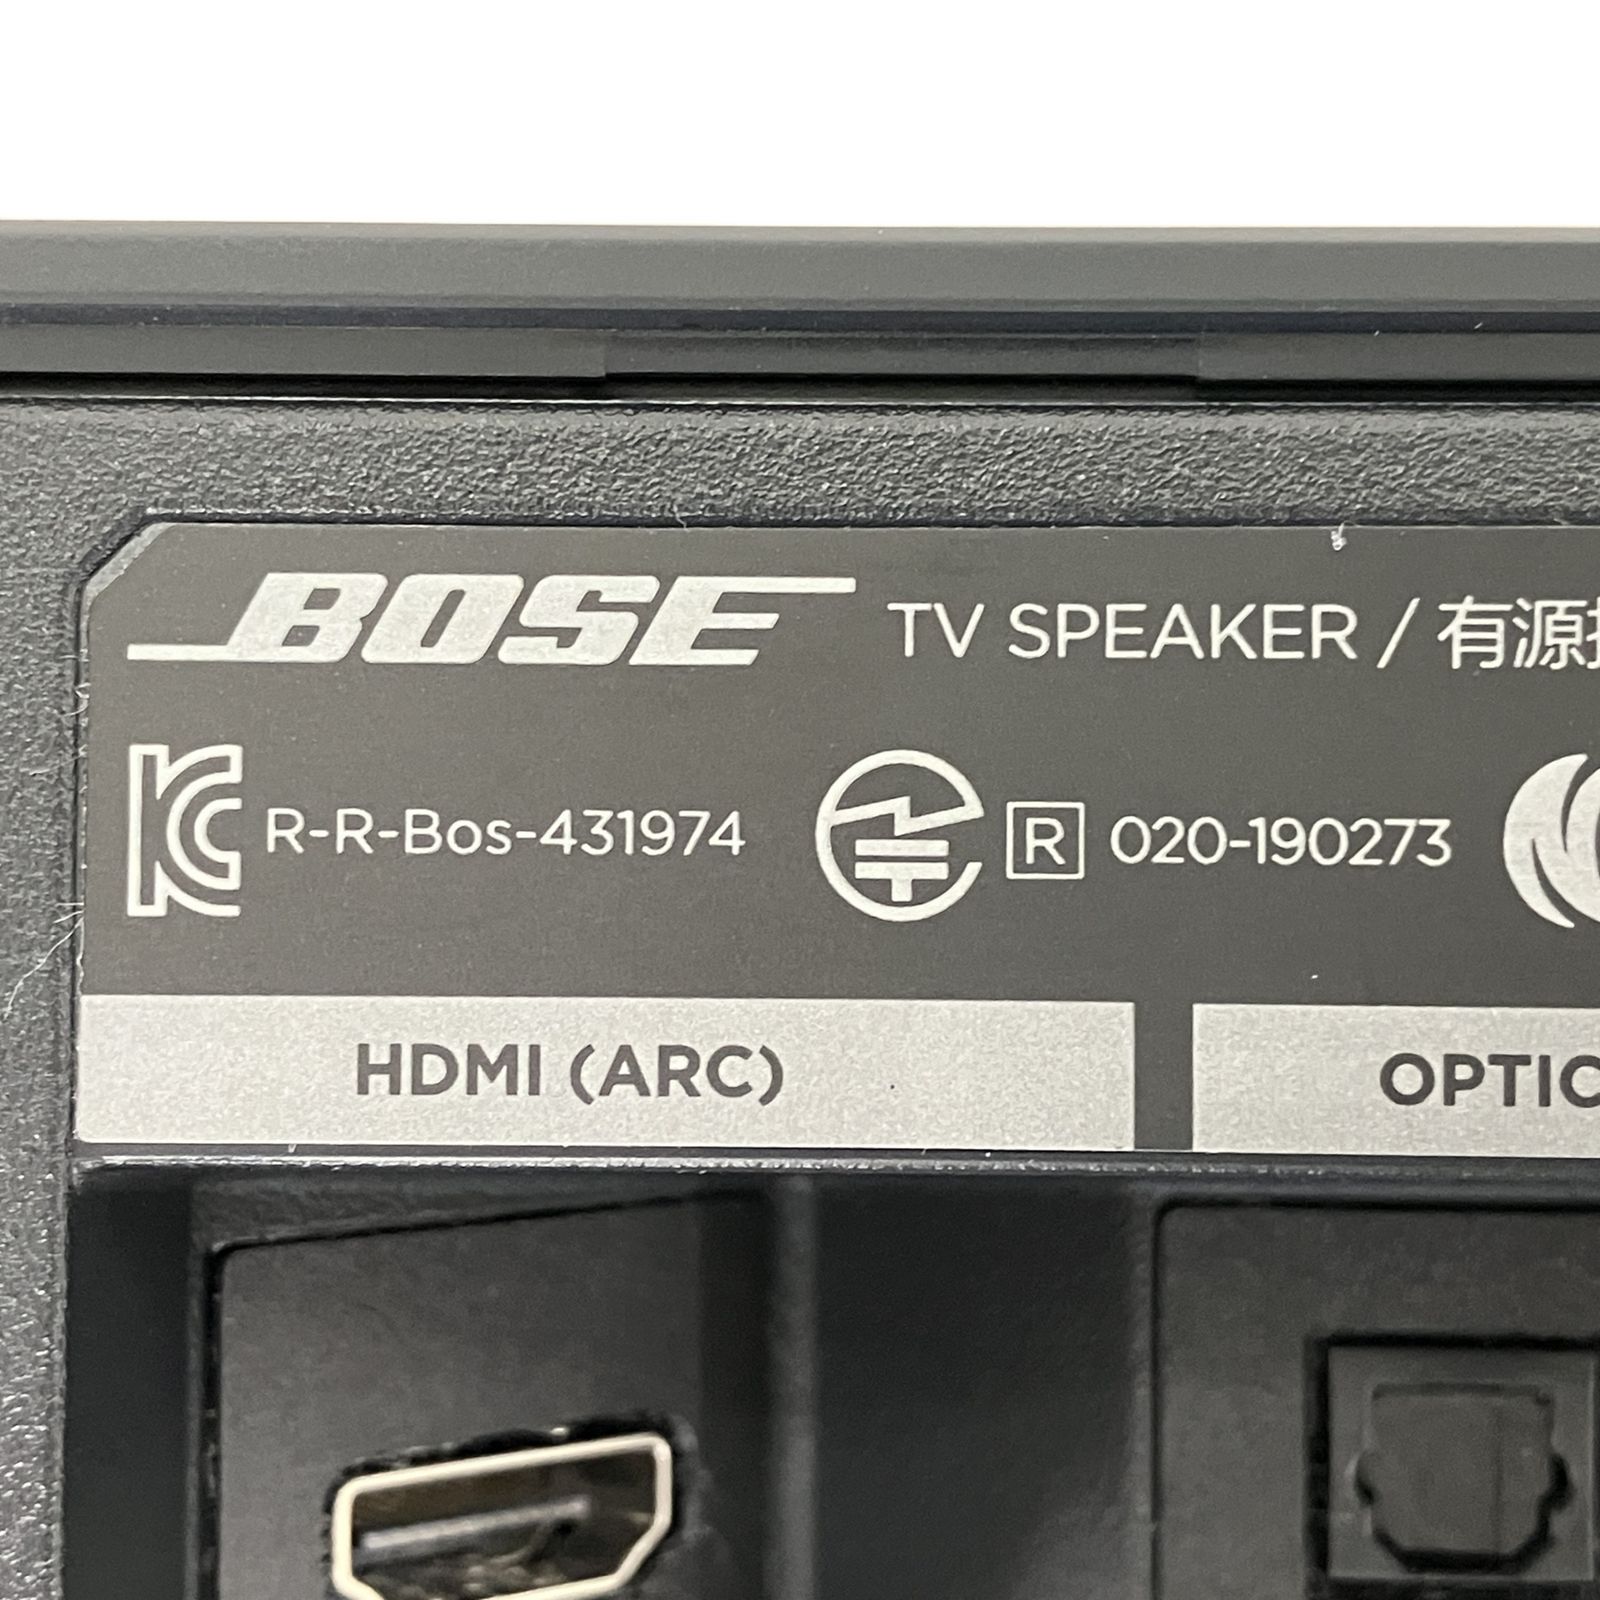 BOSE TV SPEAKER / 有源
R-R-Bos-431974 R 020-190273
HDMI (ARC)